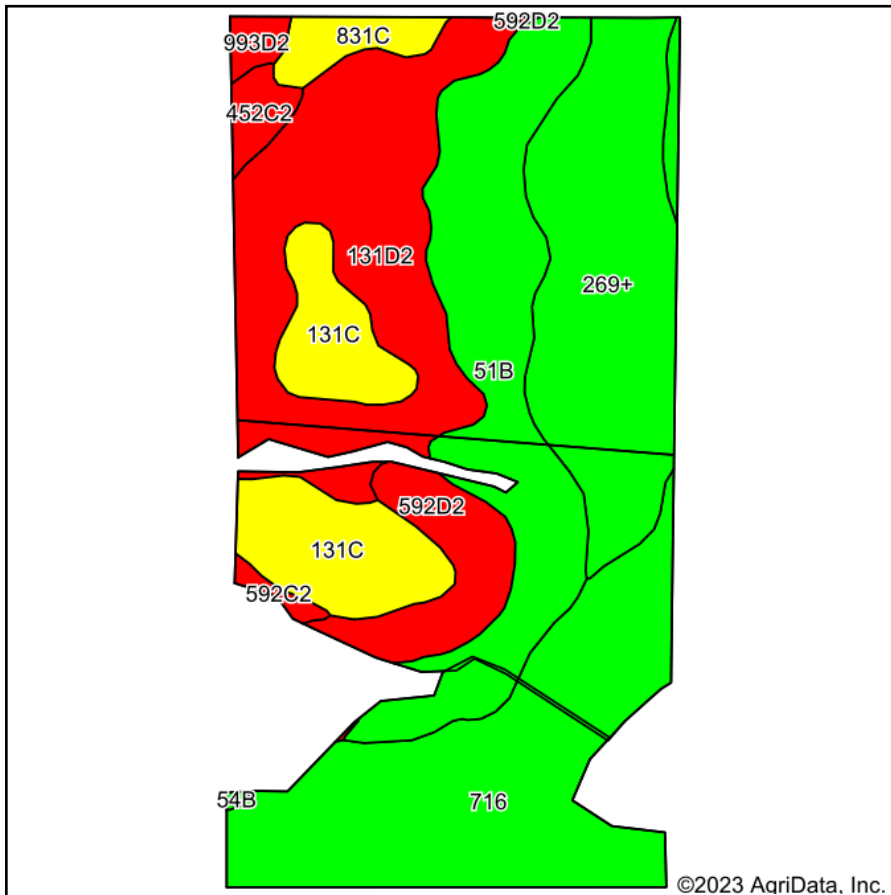 592D2
993D2
831C
452C2
131D2
269+
131C
51B
592D2
131C
592C2
54B
716
©2023 AgriData, Inc.